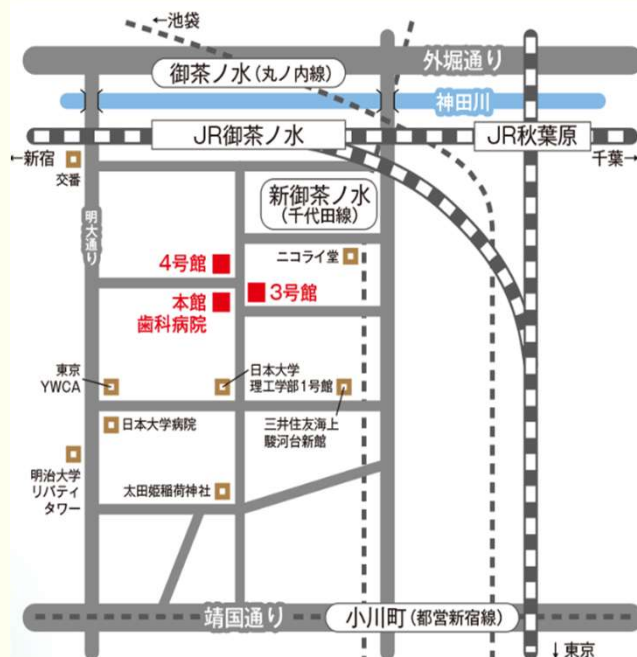 ←池袋
外堀通り
御茶ノ水(丸ノ内線)
神田川
JR御茶ノ水
JR秋葉原
←新宿
千葉→
交番
明大通り
新御茶ノ水
(千代田線)
ニコライ堂
4号館
3号館
本館
歯科病院
東京
YWCA
日本大学
理工学部1号館
三井住友海上
駿河台新館
日本大学病院
明治大学
リバティ
タワー
太田姫稲荷神社
靖国通り
小川町(都営新宿線)
↓東京